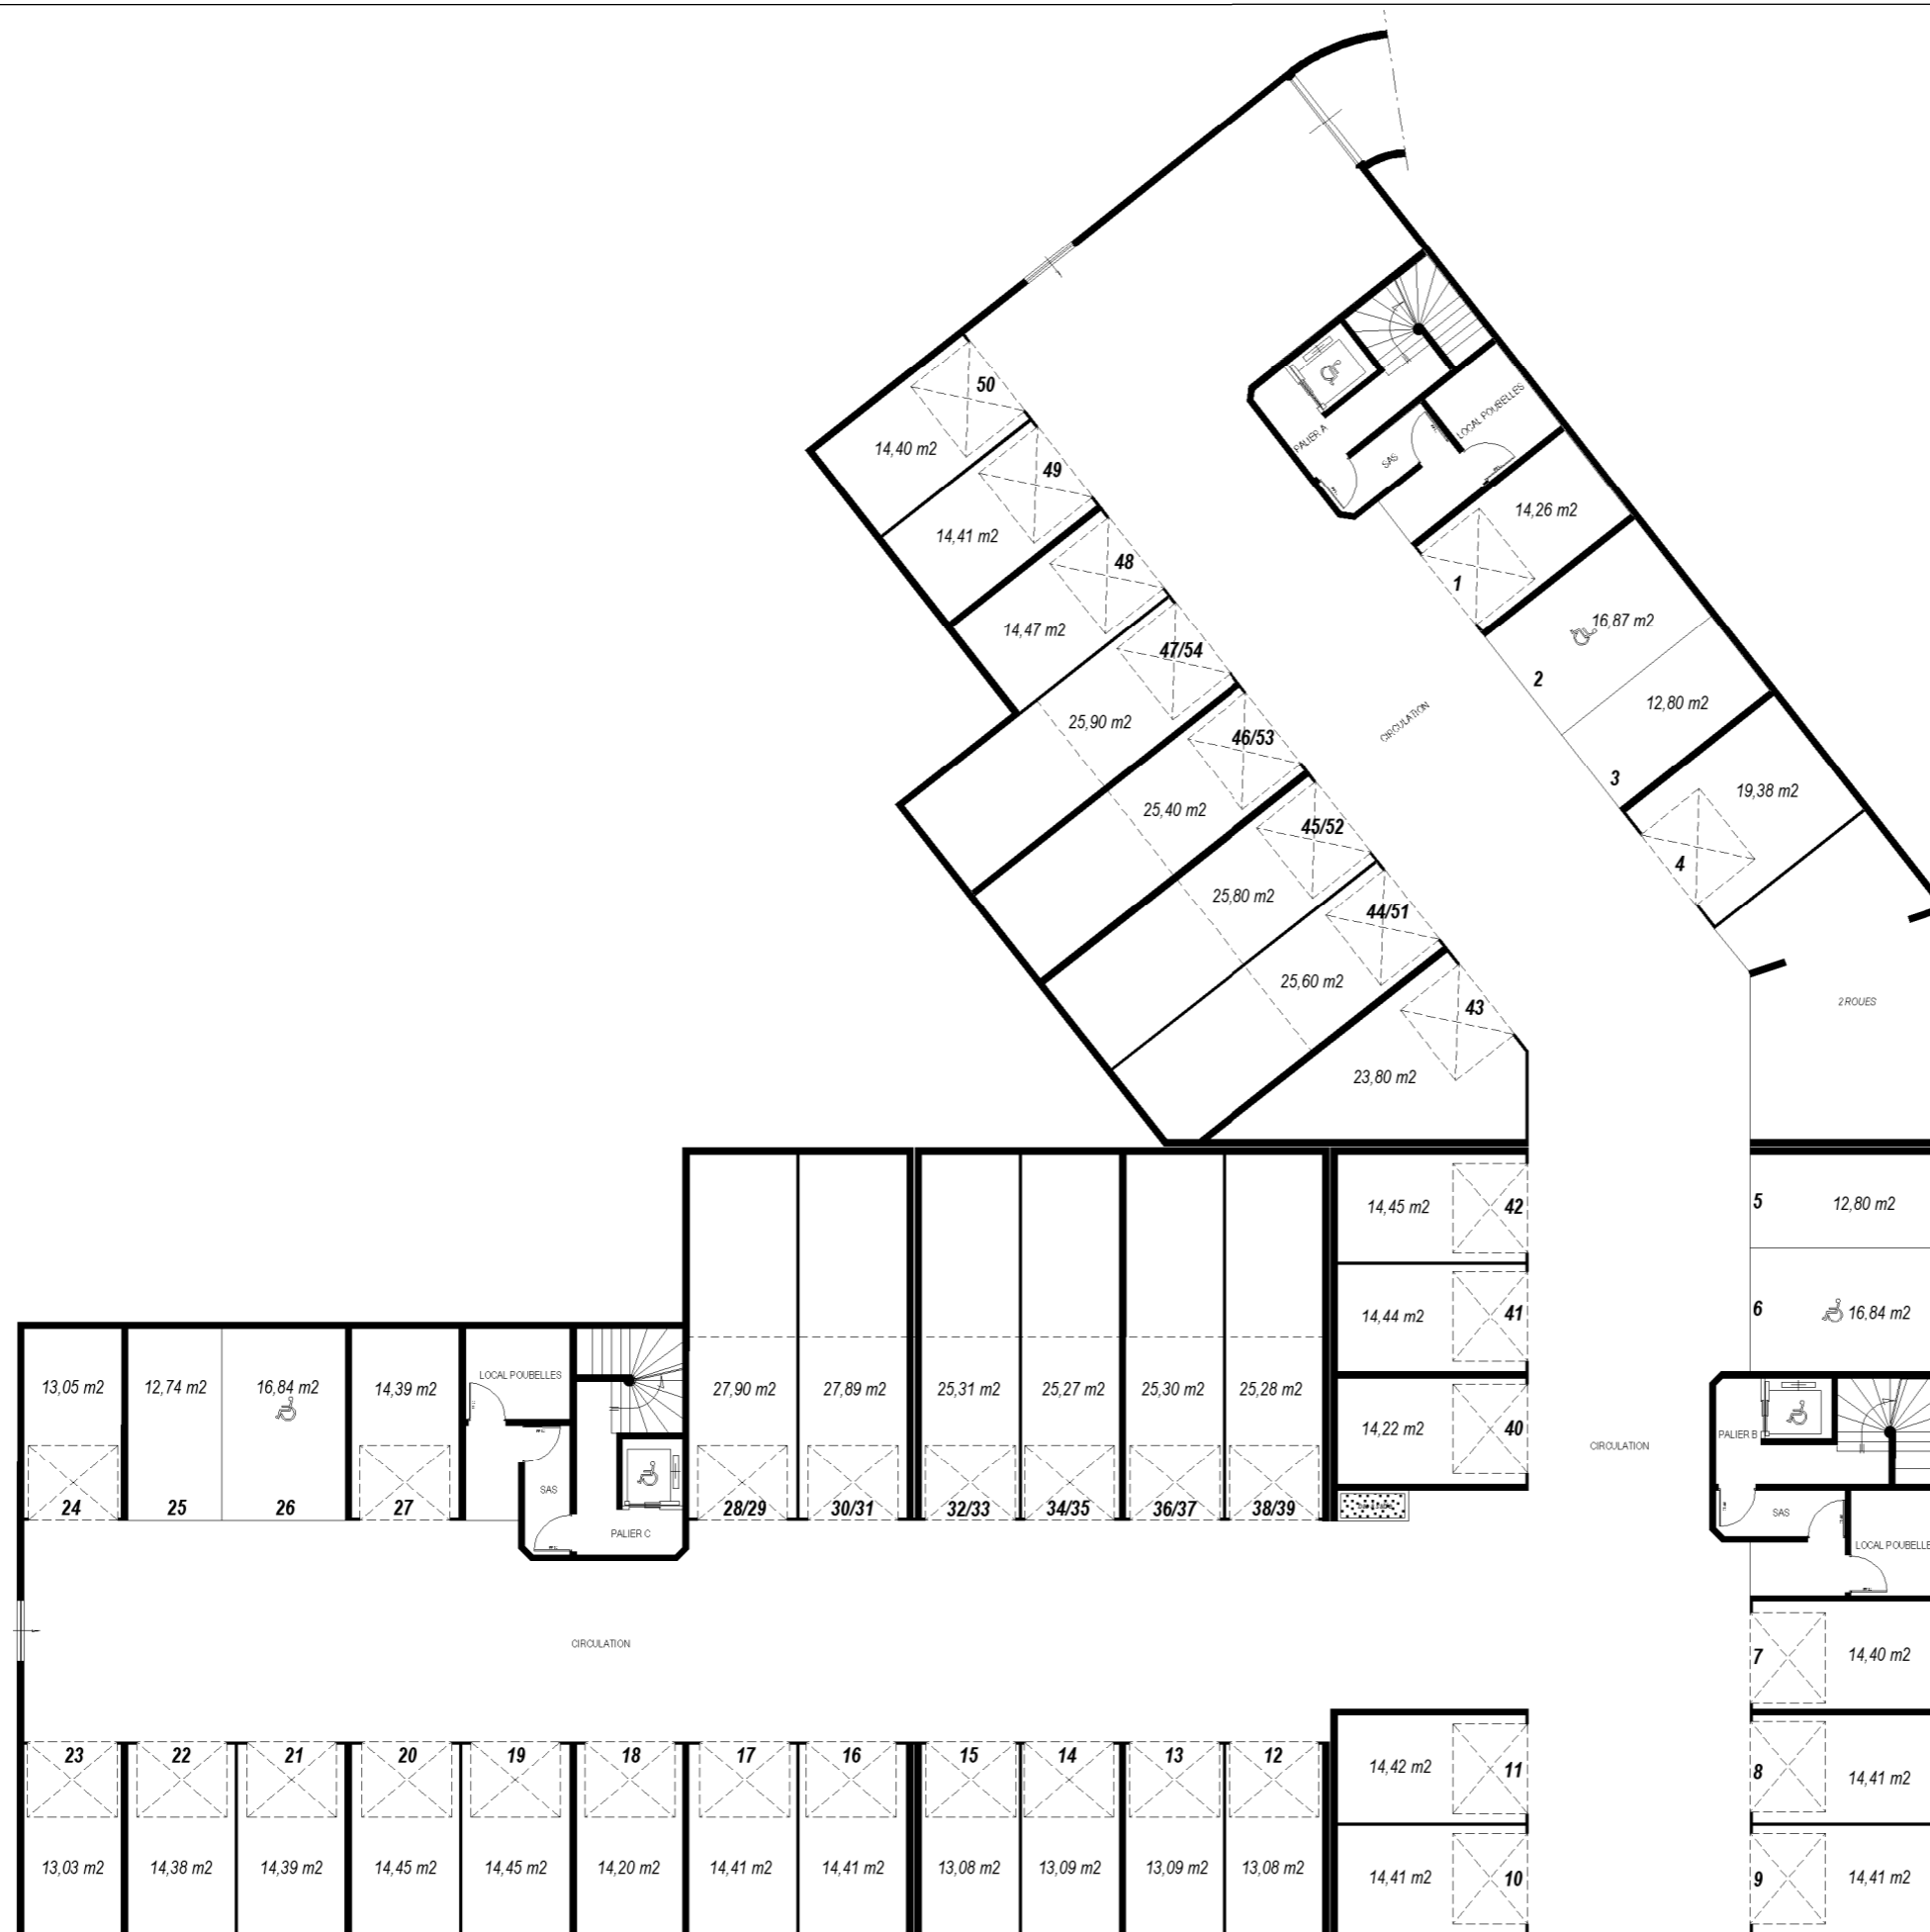 50
14,40 m2
49
14,41 m2
48
14,47 m2
47/54
25,90 m2
46/53
25,40 m2
45/52
25,80 m2
44/51
25,60 m2
43
23,80 m2
PALIER A
SAS
LOCAL POUBELLES
14,26 m2
1
16,87 m2
2
12,80 m2
3
19,38 m2
4
CIRCULATION
2 ROUES
14,45 m2
42
14,44 m2
41
14,22 m2
40
5
12,80 m2
6
16,84 m2
CIRCULATION
PALIER B
SAS
LOCAL POUBELLE
13,05 m2
12,74 m2
16,84 m2
14,39 m2
LOCAL POUBELLES
27,90 m2
27,89 m2
25,31 m2
25,27 m2
25,30 m2
25,28 m2
24
25
26
27
SAS
PALIER C
28/29
30/31
32/33
34/35
36/37
38/39
CIRCULATION
7
14,40 m2
8
14,41 m2
9
14,41 m2
23
22
21
20
19
18
17
16
15
14
13
12
14,42 m2
11
13,03 m2
14,38 m2
14,39 m2
14,45 m2
14,45 m2
14,20 m2
14,41 m2
14,41 m2
13,08 m2
13,09 m2
13,09 m2
13,08 m2
14,41 m2
10